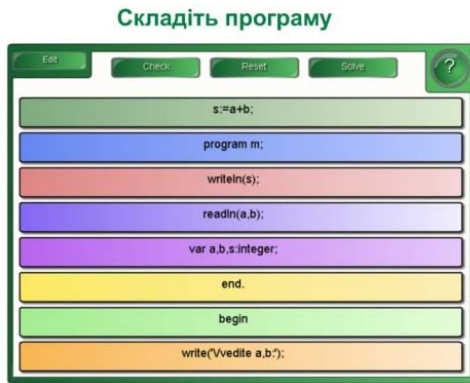 Складіть програму
Edit
Check
Reset
Solve
?
s:=a+b;
program m;
writeln(s);
readln(a,b);
var a,b,s:integer;
end.
begin
write('Vvedite a,b:');